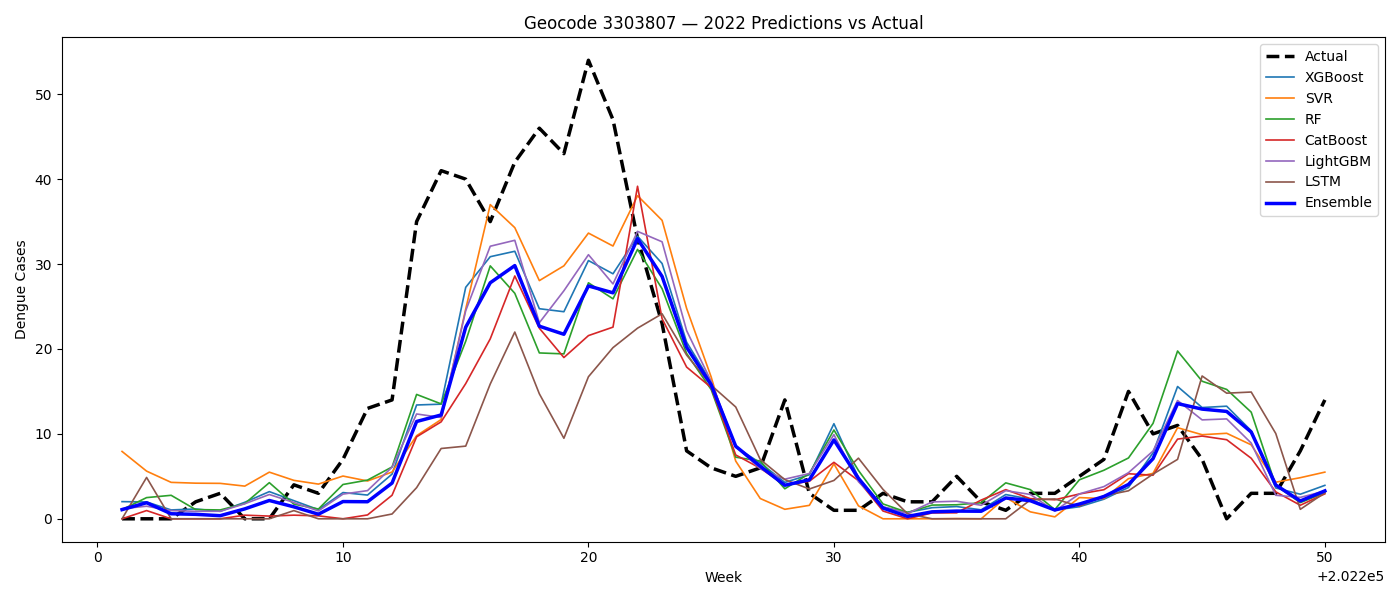 Geocode 3303807 — 2022 Predictions vs Actual
Dengue Cases
50
40
30
20
10
0
0 10 20 30 40 50
+2.022e5
Week
Actual
XGBoost
SVR
RF
CatBoost
LightGBM
LSTM
Ensemble